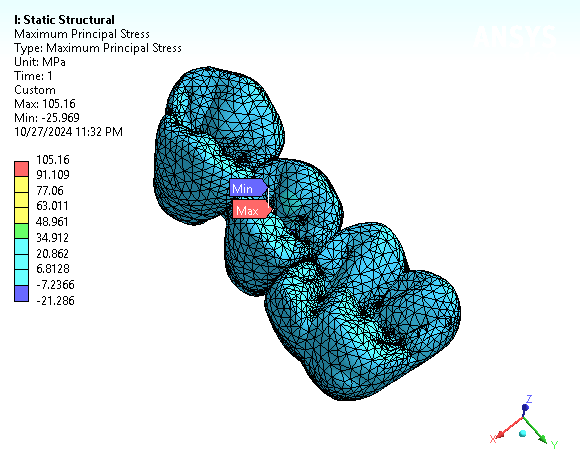 I: Static Structural
Maximum Principal Stress
Type: Maximum Principal Stress
Unit: MPa
Time: 1
Custom
Max: 105.16
Min: -25.969
10/27/2024 11:32 PM
ANSYS
105.16
91.109
77.06
63.011
48.961
34.912
20.862
6.8128
-7.2366
-21.286
Min
Max
Z
X
Y